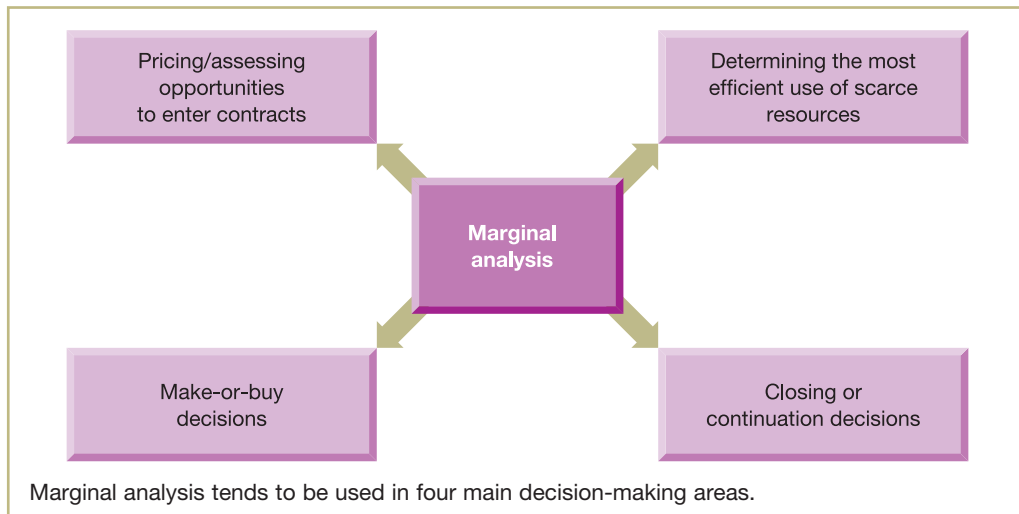 Pricing/assessing
opportunities
to enter contracts
Determining the most
efficient use of scarce
resources
Marginal
analysis
Make-or-buy
decisions
Closing or
continuation decisions
Marginal analysis tends to be used in four main decision-making areas.